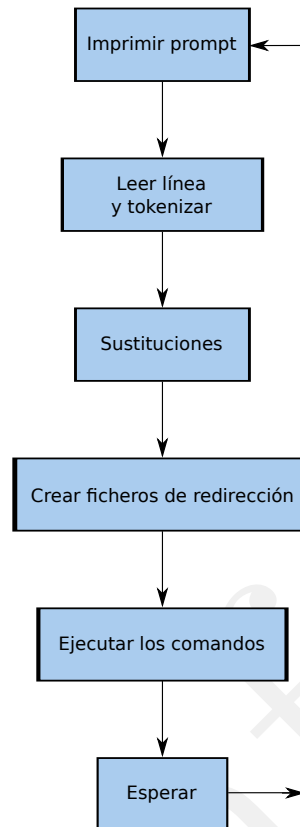 Imprimir prompt
Leer línea
y tokenizar
Sustituciones
Crear ficheros de redirección
Ejecutar los comandos
Esperar